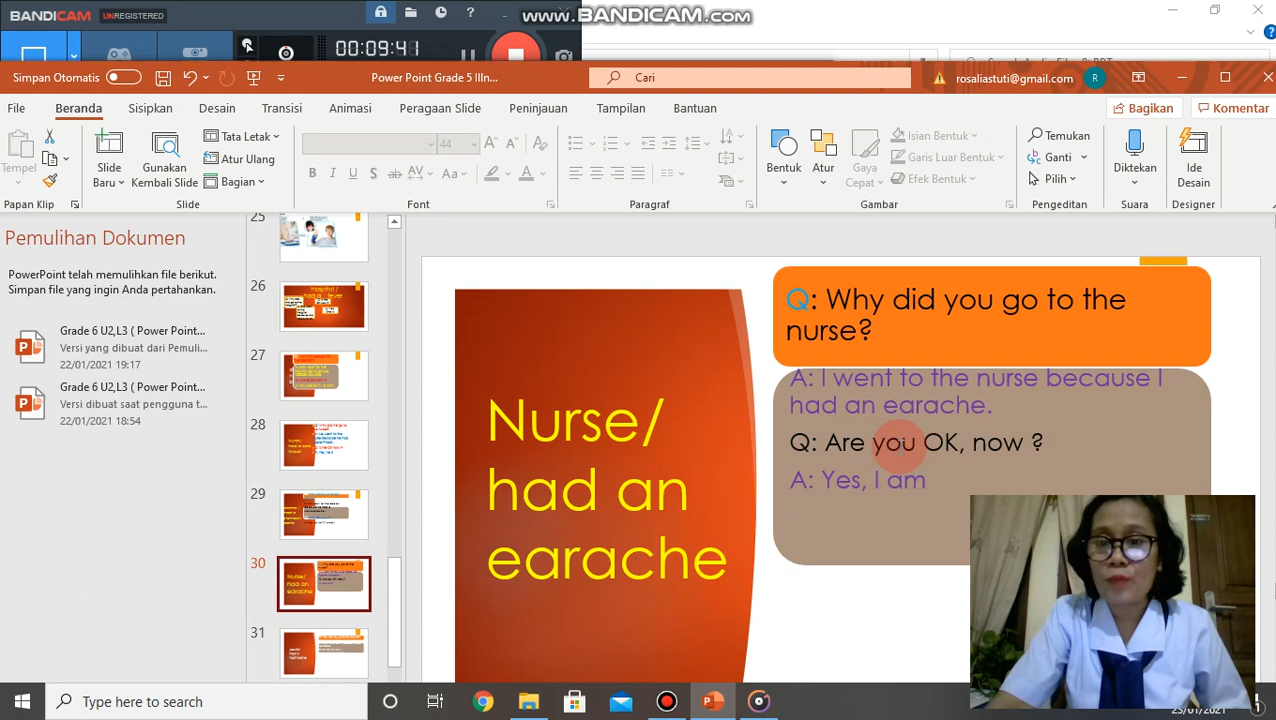 BANDICAM UNREGISTERED
www.BANDICAM.com
00:09:41
Simpan Otomatis
Power Point Grade 5 IIIn...
Cari
rosaliastuti@gmail.com
R
File
Beranda
Sisipkan
Desain
Transisi
Animasi
Peragaan Slide
Peninjauan
Tampilan
Bantuan
Bagikan
Komentar
Tempel
Slide
Baru
Gunakan
Kembali Slide
Tata Letak
Atur Ulang
Bagian
44
Bentuk
Atur
Gaya
Cepat
Isian Bentuk
Garis Luar Bentuk
Efek Bentuk
Temukan
Ganti
Pilih
Diktekan
Ide
Desain
Papan Klip
Slide
Font
Paragraf
Gambar
Pengeditan
Suara
Designer
Pemulihan Dokumen
PowerPoint telah memulihkan file berikut.
Simpan file yang ingin Anda pertahankan.
Grade 6 U2,L3 ( Power Point...
Versi yang dibuat dari Pemuli...
22/01/2021 19:17
Grade 6 U2,L3 ( Power Point...
Versi dibuat saat pengguna t...
22/01/2021 18:54
25
26
27
28
29
30
31
Nurse/
had an
earache
Q: Why did you go to the
nurse?
A: I went to the nurse because I
had an earache.
Q: Are you OK, now ?
A: Yes, I am
Type here to search
23/01/2021